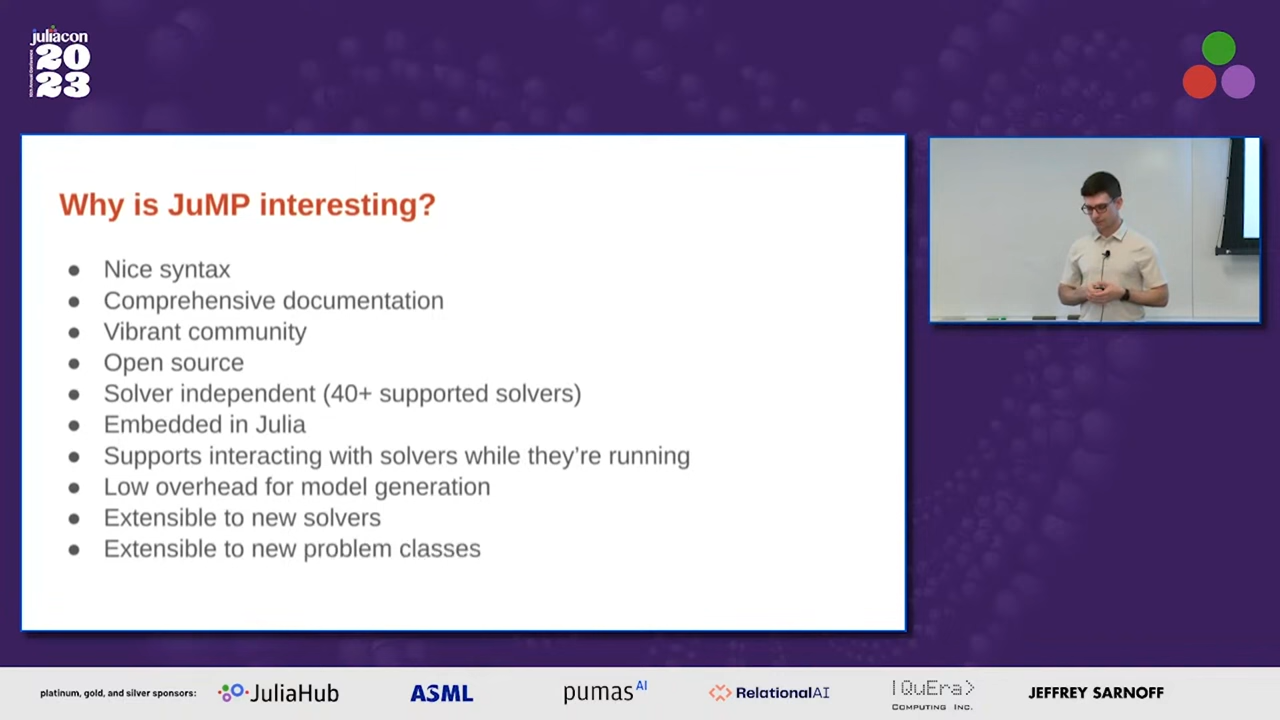 juliacon
20
23
Why is JuMP interesting?
● Nice syntax
● Comprehensive documentation
● Vibrant community
● Open source
● Solver independent (40+ supported solvers)
● Embedded in Julia
● Supports interacting with solvers while they’re running
● Low overhead for model generation
● Extensible to new solvers
● Extensible to new problem classes
platinum, gold, and silver sponsors:
JuliaHub
ASML
pumasAI
RelationalAI
|QuEra>
COMPUTING INC.
JEFFREY SARNOFF